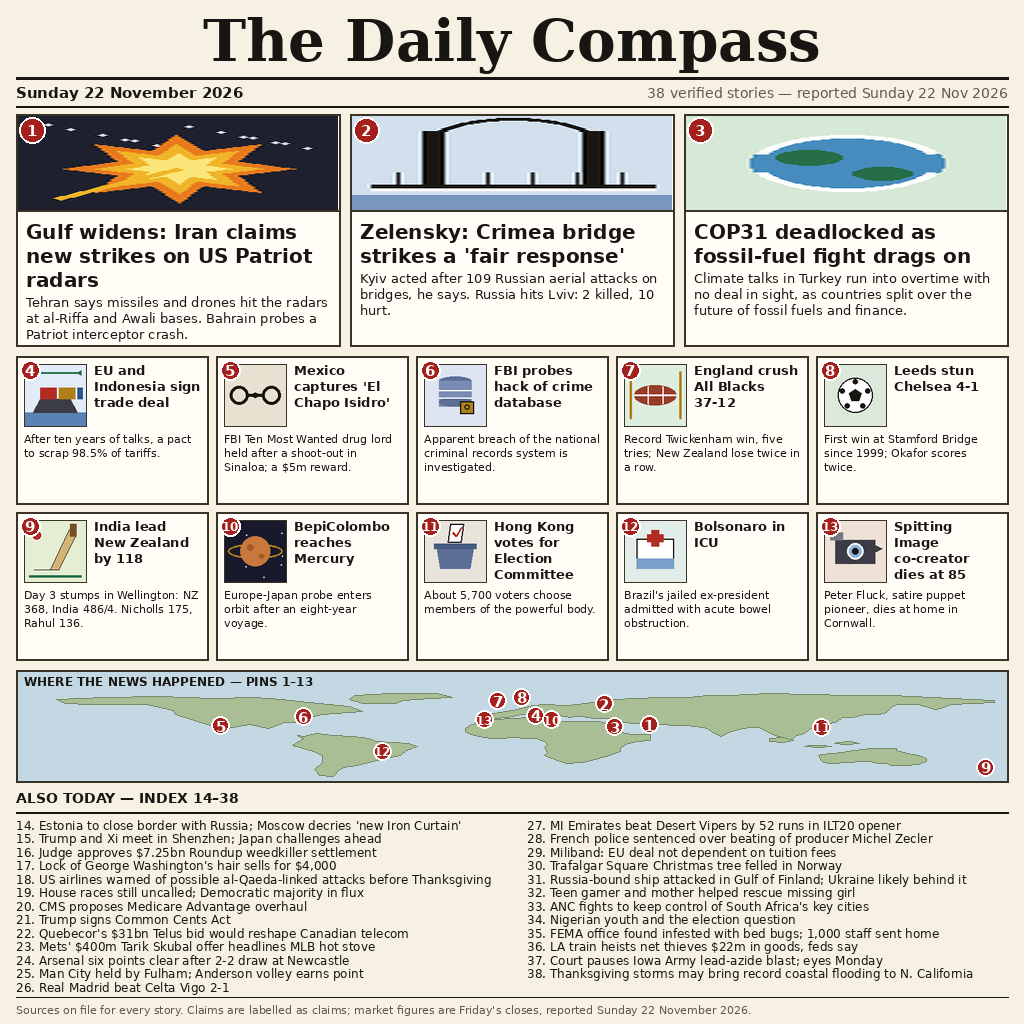 The Daily Compass
Sunday 22 November 2026
38 verified stories — reported Sunday 22 Nov 2026
1
Gulf widens: Iran claims
new strikes on US Patriot
radars
Tehran says missiles and drones hit the radars
at al-Riffa and Awali bases. Bahrain probes a
Patriot interceptor crash.
2
Zelensky: Crimea bridge
strikes a 'fair response'
Kyiv acted after 109 Russian aerial attacks on
bridges, he says. Russia hits Lviv: 2 killed, 10
hurt.
3
COP31 deadlocked as
fossil-fuel fight drags on
Climate talks in Turkey run into overtime with
no deal in sight, as countries split over the
future of fossil fuels and finance.
4
EU and
Indonesia sign
trade deal
After ten years of talks, a pact
to scrap 98.5% of tariffs.
5
Mexico
captures 'El
Chapo Isidro'
FBI Ten Most Wanted drug lord
held after a shoot-out in
Sinaloa; a $5m reward.
6
FBI probes
hack of crime
database
Apparent breach of the national
criminal records system is
investigated.
7
England crush
All Blacks
37-12
Record Twickenham win, five
tries; New Zealand lose twice in
a row.
8
Leeds stun
Chelsea 4-1
First win at Stamford Bridge
since 1999; Okafor scores
twice.
9
India lead
New Zealand
by 118
Day 3 stumps in Wellington: NZ
368, India 486/4. Nicholls 175,
Rahul 136.
10
BepiColombo
reaches
Mercury
Europe-Japan probe enters
orbit after an eight-year
voyage.
11
Hong Kong
votes for
Election
Committee
About 5,700 voters choose
members of the powerful body.
12
Bolsonaro in
ICU
Brazil's jailed ex-president
admitted with acute bowel
obstruction.
13
Spitting
Image
co-creator
dies at 85
Peter Fluck, satire puppet
pioneer, dies at home in
Cornwall.
WHERE THE NEWS HAPPENED — PINS 1–13
7
8
2
5
6
13
4
10
3
1
11
12
9
ALSO TODAY — INDEX 14–38
14. Estonia to close border with Russia; Moscow decries 'new Iron Curtain'
15. Trump and Xi meet in Shenzhen; Japan challenges ahead
16. Judge approves $7.25bn Roundup weedkiller settlement
17. Lock of George Washington's hair sells for $4,000
18. US airlines warned of possible al-Qaeda-linked attacks before Thanksgiving
19. House races still uncalled; Democratic majority in flux
20. CMS proposes Medicare Advantage overhaul
21. Trump signs Common Cents Act
22. Quebecor's $31bn Telus bid would reshape Canadian telecom
23. Mets' $400m Tarik Skubal offer headlines MLB hot stove
24. Arsenal six points clear after 2-2 draw at Newcastle
25. Man City held by Fulham; Anderson volley earns point
26. Real Madrid beat Celta Vigo 2-1
27. MI Emirates beat Desert Vipers by 52 runs in ILT20 opener
28. French police sentenced over beating of producer Michel Zecler
29. Miliband: EU deal not dependent on tuition fees
30. Trafalgar Square Christmas tree felled in Norway
31. Russia-bound ship attacked in Gulf of Finland; Ukraine likely behind it
32. Teen gamer and mother helped rescue missing girl
33. ANC fights to keep control of South Africa's key cities
34. Nigerian youth and the election question
35. FEMA office found infested with bed bugs; 1,000 staff sent home
36. LA train heists net thieves $22m in goods, feds say
37. Court pauses Iowa Army lead-azide blast; eyes Monday
38. Thanksgiving storms may bring record coastal flooding to N. California
Sources on file for every story. Claims are labelled as claims; market figures are Friday's closes, reported Sunday 22 November 2026.